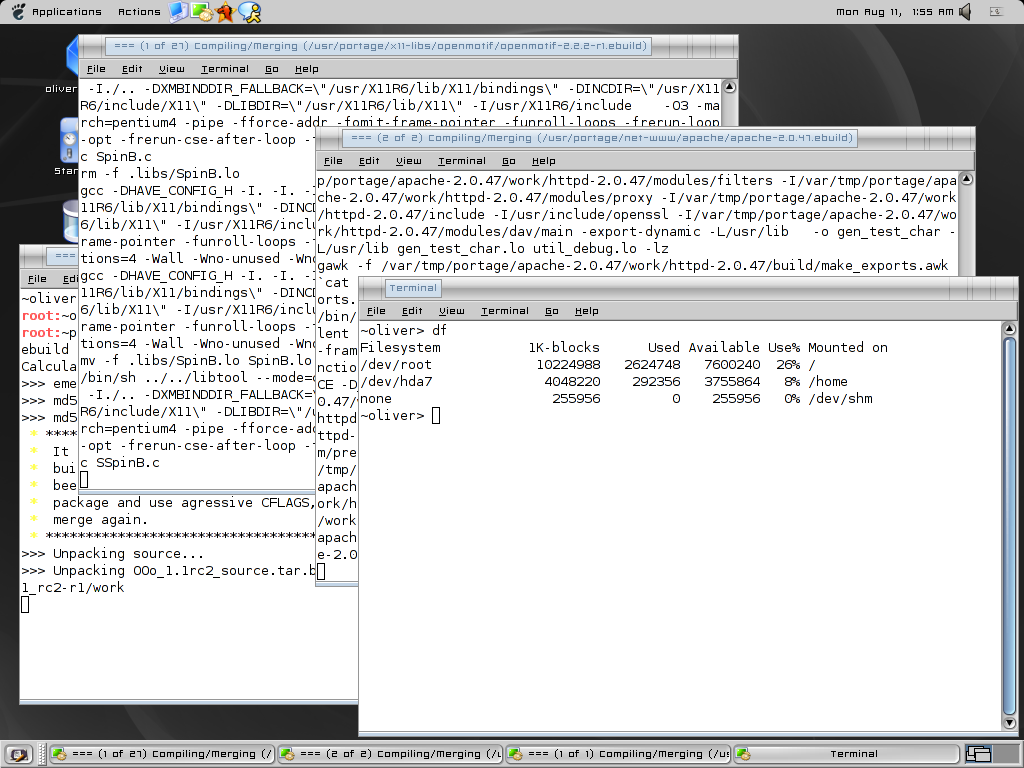 Applications Actions Mon Aug 11, 1:55 AM
oliver
Star
=== (1 of 27) Compiling/Merging (/usr/portage/x11-libs/openmotif/openmotif-2.2.2-r1.ebuild)
File Edit View Terminal Go Help
-I./.. -DXMBINDDIR_FALLBACK=\"/usr/X11R6/lib/X11/bindings\" -DINCDIR=\"/usr/X11
R6/include/X11\" -DLIBDIR=\"/usr/X11R6/lib/X11\" -I/usr/X11R6/include -O3 -ma
rch=pentium4 -pipe -fforce-addr -fomit-frame-pointer -funroll-loops -frerun-loop
-opt -frerun-cse-after-loop -
c SpinB.c
rm -f .libs/SpinB.lo
gcc -DHAVE_CONFIG_H -I. -I. -I
11R6/lib/X11/bindings\" -DINCD
6/lib/X11\" -I/usr/X11R6/inclu
rame-pointer -funroll-loops -f
tions=4 -Wall -Wno-unused -Wno
gcc -DHAVE_CONFIG_H -I. -I. -I
11R6/lib/X11/bindings\" -DINCD
6/lib/X11\" -I/usr/X11R6/inclu
rame-pointer -funroll-loops -f
tions=4 -Wall -Wno-unused -Wno
mv -f .libs/SpinB.lo SpinB.lo
/bin/sh ../../libtool --mode=c
-I./.. -DXMBINDDIR_FALLBACK=\"
R6/include/X11\" -DLIBDIR=\"/u
rch=pentium4 -pipe -fforce-add
-opt -frerun-cse-after-loop -
c SSpinB.c
=== (2 of 2) Compiling/Merging (/usr/portage/net-www/apache/apache-2.0.47.ebuild)
File Edit View Terminal Go Help
p/portage/apache-2.0.47/work/httpd-2.0.47/modules/filters -I/var/tmp/portage/apa
che-2.0.47/work/httpd-2.0.47/modules/proxy -I/var/tmp/portage/apache-2.0.47/work
/httpd-2.0.47/include -I/usr/include/openssl -I/var/tmp/portage/apache-2.0.47/wo
rk/httpd-2.0.47/modules/dav/main -export-dynamic -L/usr/lib -o gen_test_char -
L/usr/lib gen_test_char.lo util_debug.lo -lz
gawk -f /var/tmp/portage/apache-2.0.47/work/httpd-2.0.47/build/make_exports.awk
`cat
orts.
/bin/
lent
-fram
nctio
CE -D
0.47/
httpd
ttpd-
m/pre
/tmp/
apach
ork/h
/work
apach
e-2.0
===
File Edi
~oliver
root:~o
root:~p
ebuild
Calcula
>>> eme
>>> md5
>>> md5
* ****
* It
* bui
* bee
* package and use agressive CFLAGS,
* merge again.
* **********************************
>>> Unpacking source...
>>> Unpacking OOo_1.1rc2_source.tar.b
1_rc2-r1/work
Terminal
File Edit View Terminal Go Help
~oliver> df
Filesystem 1K-blocks Used Available Use% Mounted on
/dev/root 10224988 2624748 7600240 26% /
/dev/hda7 4048220 292356 3755864 8% /home
none 255956 0 255956 0% /dev/shm
~oliver>
=== (1 of 27) Compiling/Merging (/ === (2 of 2) Compiling/Merging (/u === (1 of 1) Compiling/Merging (/us Terminal